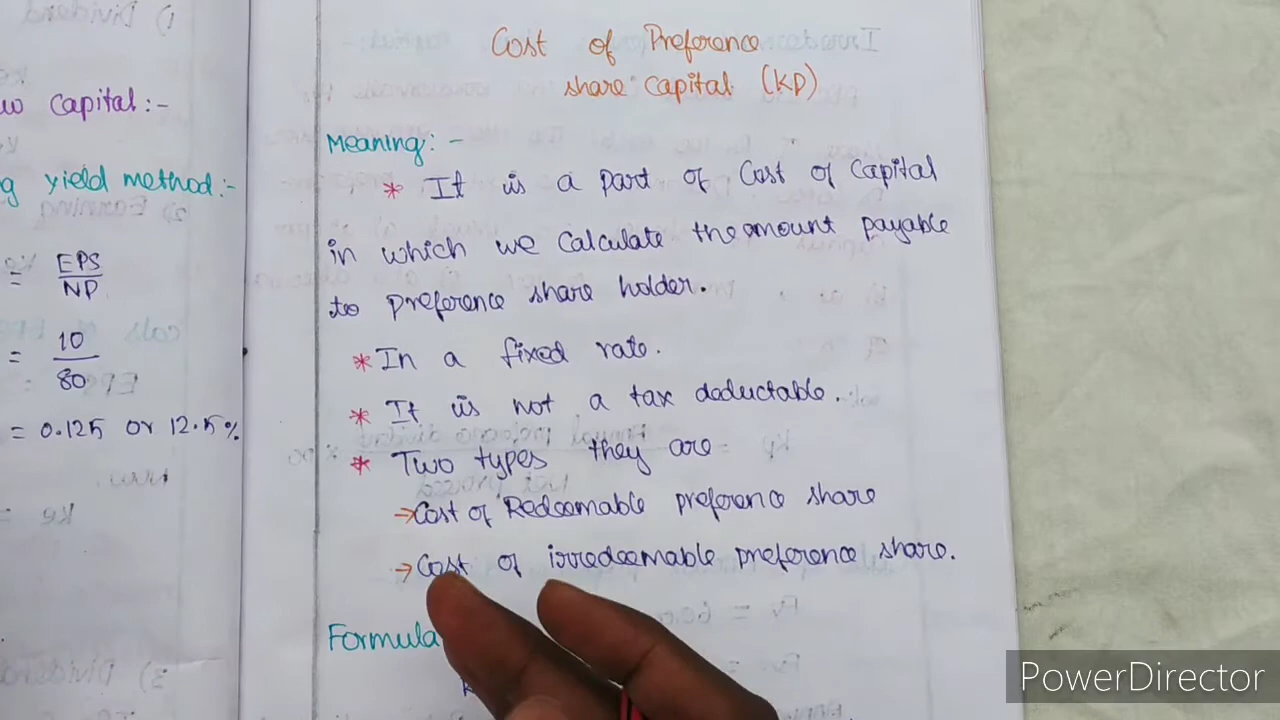 w capital:-
g yield method:-
= EPS
NP
= 10
80
= 0.125 or 12.5%
Cost of Preference
share capital (KP)
Meaning:-
* It is a part of Cost of Capital
in which we calculate the amount payable
to preference share holder.
* In a fixed rate.
* It is not a tax deductable.
* Two types they are
→ Cost of Redeemable preference share
→ Cost of irredeemable preference share.
Formula
PowerDirector